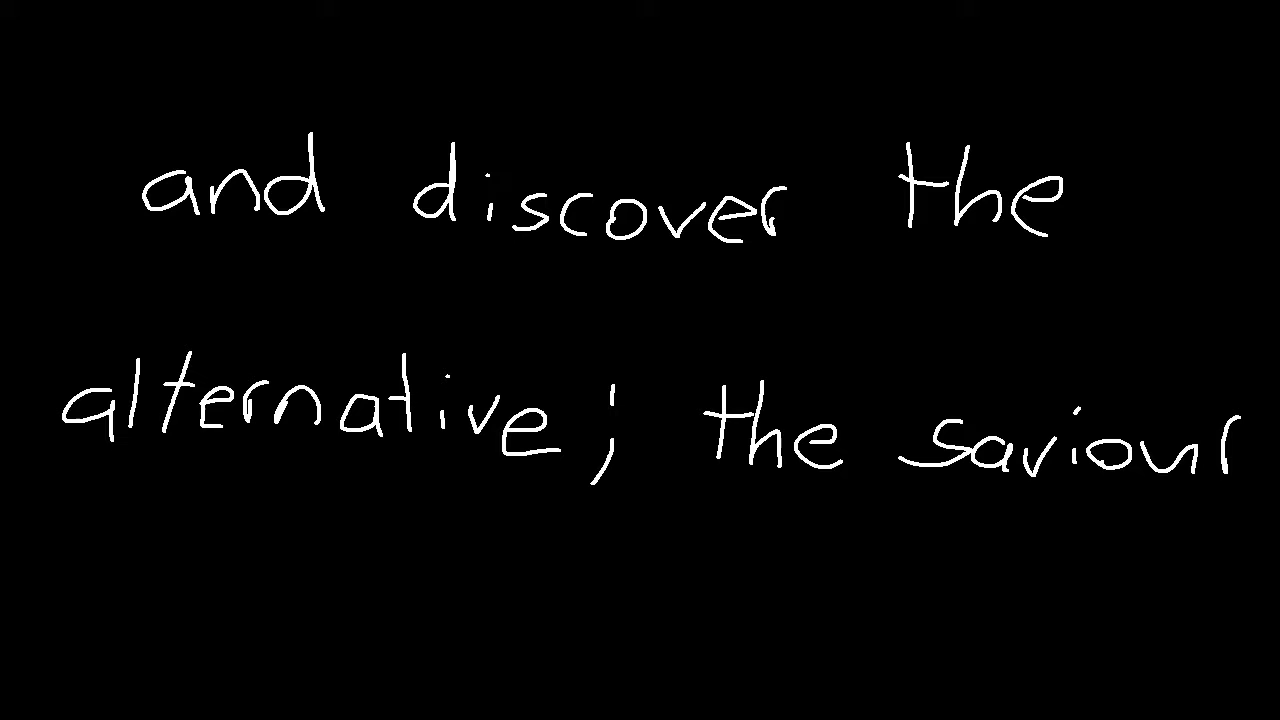 and discover the
alternative; the saviour